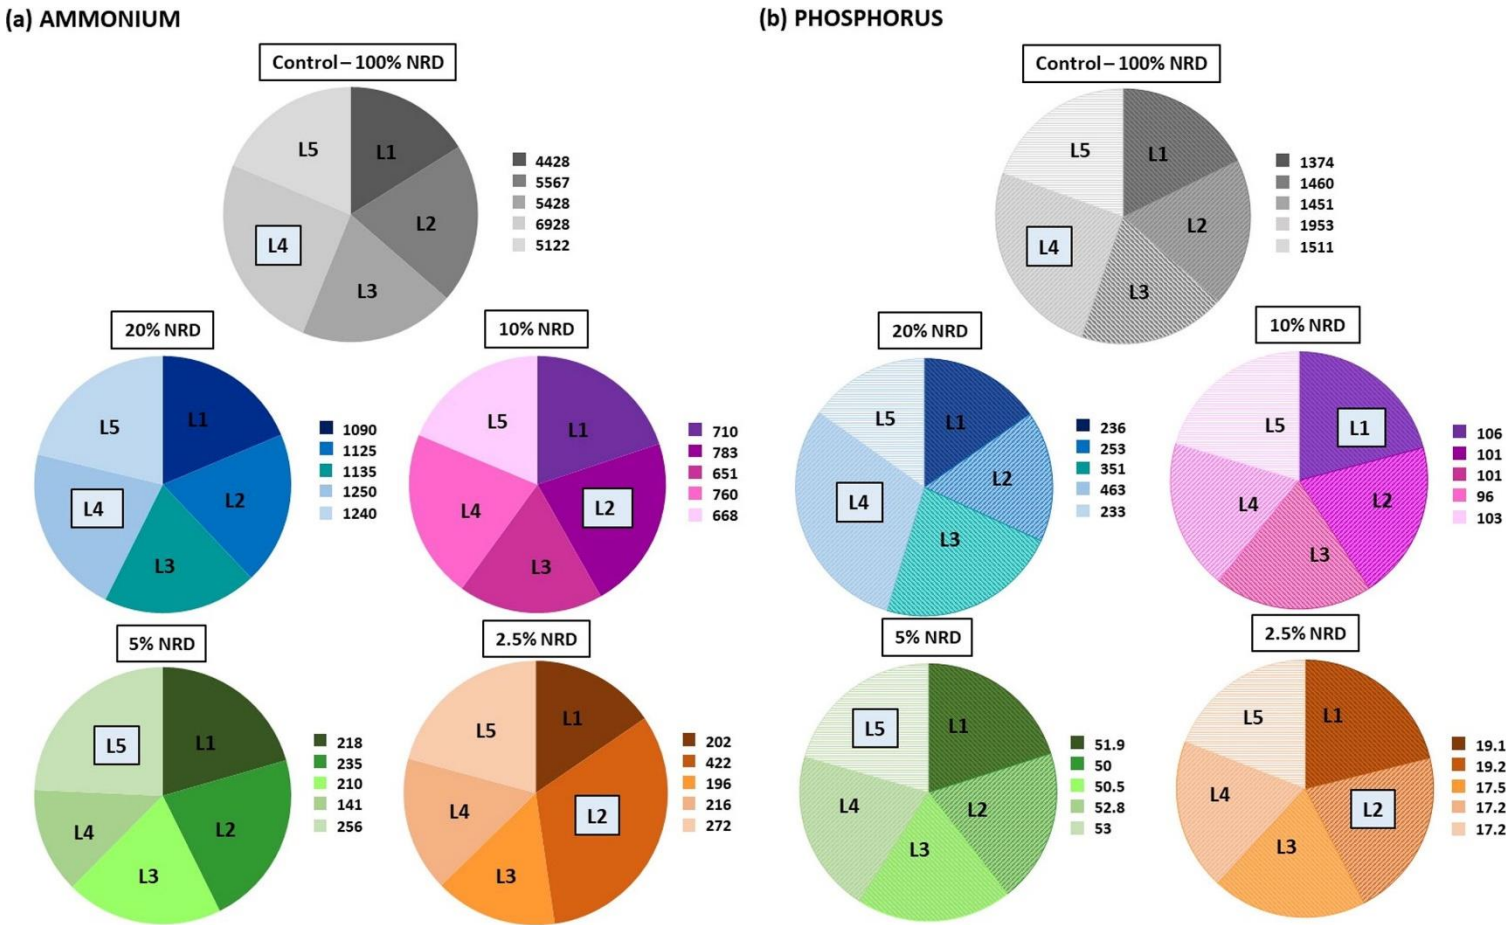 (a) AMMONIUM
Control – 100% NRD
L1
L2
L3
L4
L5
4428
5567
5428
6928
5122
20% NRD
L1
L2
L3
L4
L5
1090
1125
1135
1250
1240
10% NRD
L1
L2
L3
L4
L5
710
783
651
760
668
5% NRD
L1
L2
L3
L4
L5
218
235
210
141
256
2.5% NRD
L1
L2
L3
L4
L5
202
422
196
216
272
(b) PHOSPHORUS
Control – 100% NRD
L1
L2
L3
L4
L5
1374
1460
1451
1953
1511
20% NRD
L1
L2
L3
L4
L5
236
253
351
463
233
10% NRD
L1
L2
L3
L4
L5
106
101
101
96
103
5% NRD
L1
L2
L3
L4
L5
51.9
50
50.5
52.8
53
2.5% NRD
L1
L2
L3
L4
L5
19.1
19.2
17.5
17.2
17.2